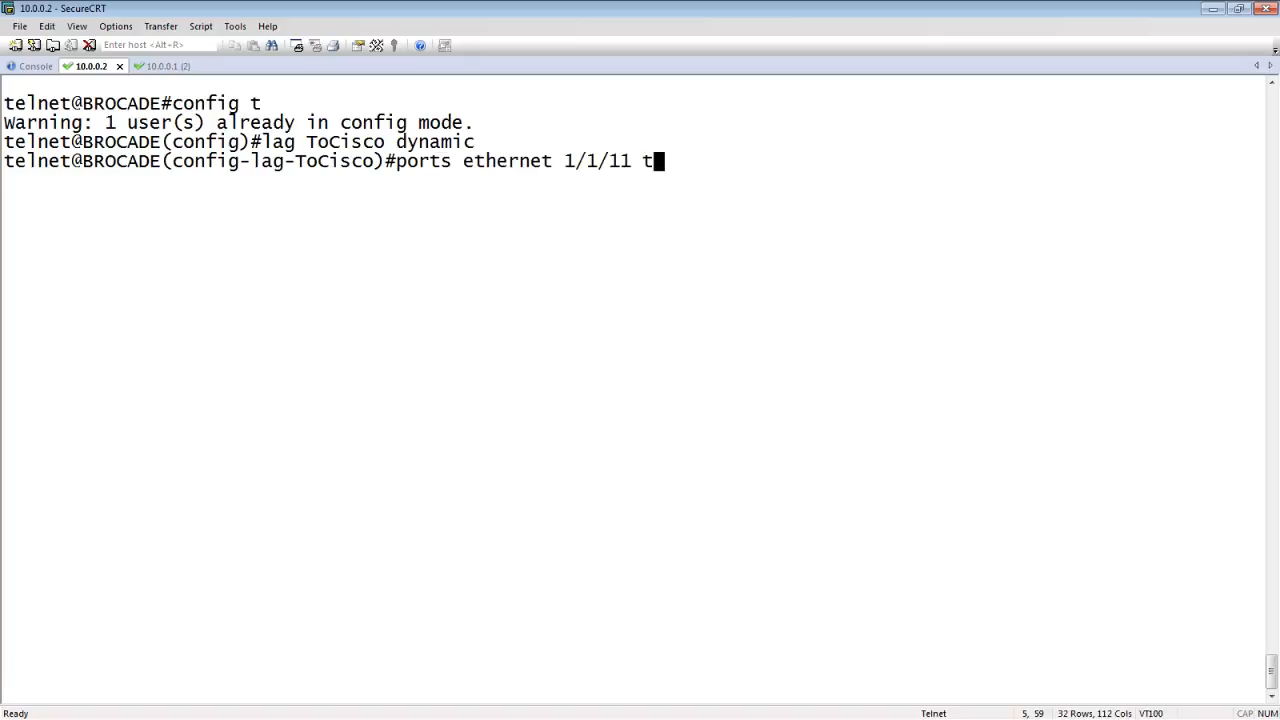 10.0.0.2 - SecureCRT
File Edit View Options Transfer Script Tools Help
Enter host <Alt+R>
Console 10.0.0.2 10.0.0.1 (2)
telnet@BROCADE#config t
Warning: 1 user(s) already in config mode.
telnet@BROCADE(config)#lag ToCisco dynamic
telnet@BROCADE(config-lag-ToCisco)#ports ethernet 1/1/11 t
Ready Telnet 5, 59 32 Rows, 112 Cols VT100 CAP NUM